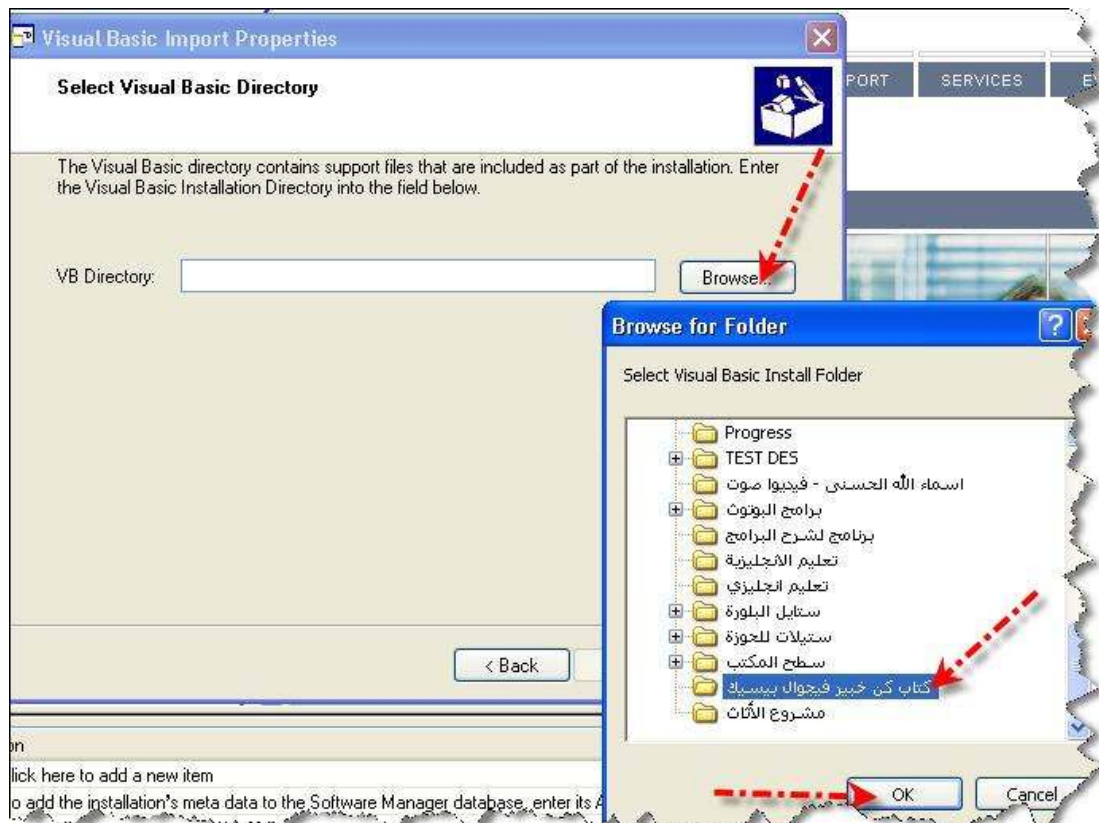 Visual Basic Import Properties
Select Visual Basic Directory
PORT
SERVICES
The Visual Basic directory contains support files that are included as part of the installation. Enter
the Visual Basic Installation Directory into the field below.
VB Directory:
Browse...
Browse for Folder
Select Visual Basic Install Folder
Progress
TEST DES
اسماء الله الحسنى - فيديوا صوت
برامج البوتوث
برنامج لشرح البرامج
تعليم الانجليزية
تعليم انجليزي
ستايل البلورة
ستيلات للحوزة
سطح المكتب
كتاب كن خبير فيجوال بيسيك
مشروع الأثاث
< Back
OK
Cancel
on
lick here to add a new item
o add the installation's meta data to the Software Manager database, enter its A